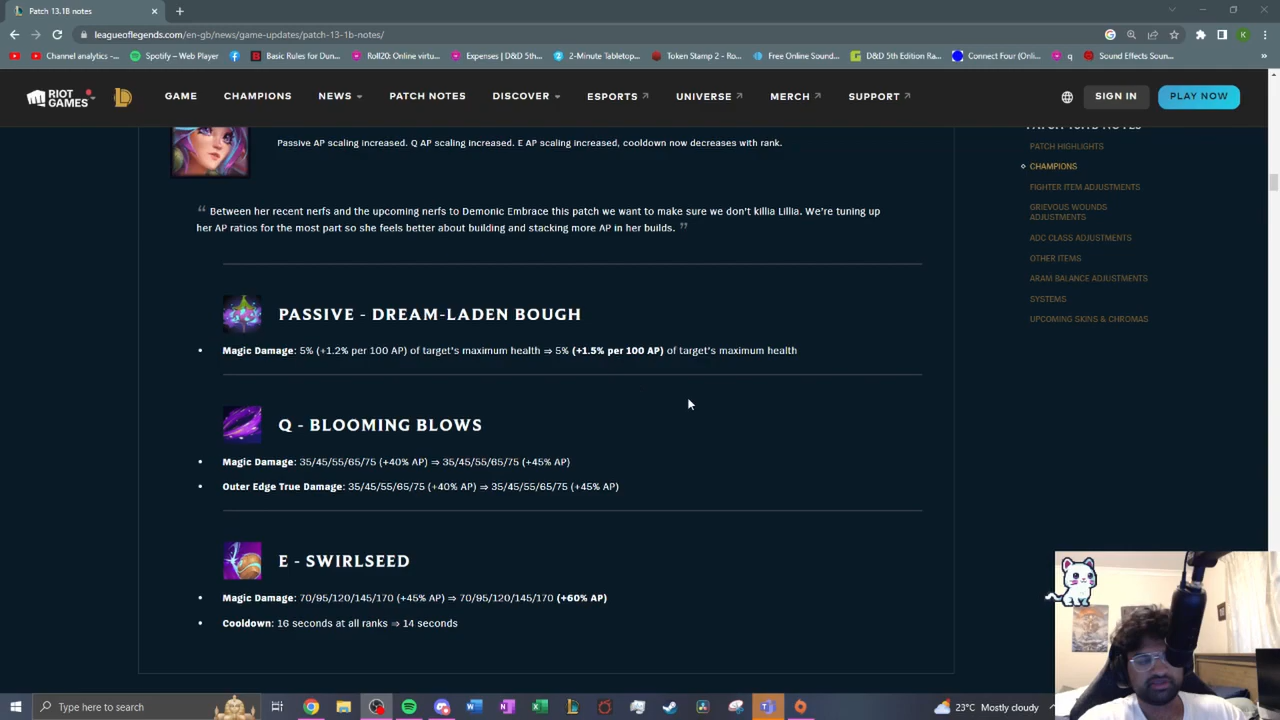 Patch 13.1B notes
leagueoflegends.com/en-gb/news/game-updates/patch-13-1b-notes/
K
Channel analytics -...
Spotify – Web Player
Basic Rules for Dun...
Roll20: Online virtu...
Expenses | D&D 5th...
2-Minute Tabletop...
Token Stamp 2 - Ro...
Free Online Sound...
D&D 5th Edition Ra...
Connect Four (Onli...
q
Sound Effects Soun...
RIOT GAMES
GAME
CHAMPIONS
NEWS
PATCH NOTES
DISCOVER
ESPORTS
UNIVERSE
MERCH
SUPPORT
SIGN IN
PLAY NOW
Passive AP scaling increased. Q AP scaling increased. E AP scaling increased, cooldown now decreases with rank.
“ Between her recent nerfs and the upcoming nerfs to Demonic Embrace this patch we want to make sure we don't killia Lillia. We're tuning up
her AP ratios for the most part so she feels better about building and stacking more AP in her builds. ”
PASSIVE - DREAM-LADEN BOUGH
• Magic Damage: 5% (+1.2% per 100 AP) of target's maximum health ⇒ 5% (+1.5% per 100 AP) of target's maximum health
Q - BLOOMING BLOWS
• Magic Damage: 35/45/55/65/75 (+40% AP) ⇒ 35/45/55/65/75 (+45% AP)
• Outer Edge True Damage: 35/45/55/65/75 (+40% AP) ⇒ 35/45/55/65/75 (+45% AP)
E - SWIRLSEED
• Magic Damage: 70/95/120/145/170 (+45% AP) ⇒ 70/95/120/145/170 (+60% AP)
• Cooldown: 16 seconds at all ranks ⇒ 14 seconds
PATCH 13.1B NOTES
PATCH HIGHLIGHTS
CHAMPIONS
FIGHTER ITEM ADJUSTMENTS
GRIEVOUS WOUNDS
ADJUSTMENTS
ADC CLASS ADJUSTMENTS
OTHER ITEMS
ARAM BALANCE ADJUSTMENTS
SYSTEMS
UPCOMING SKINS & CHROMAS
Type here to search
23°C Mostly cloudy